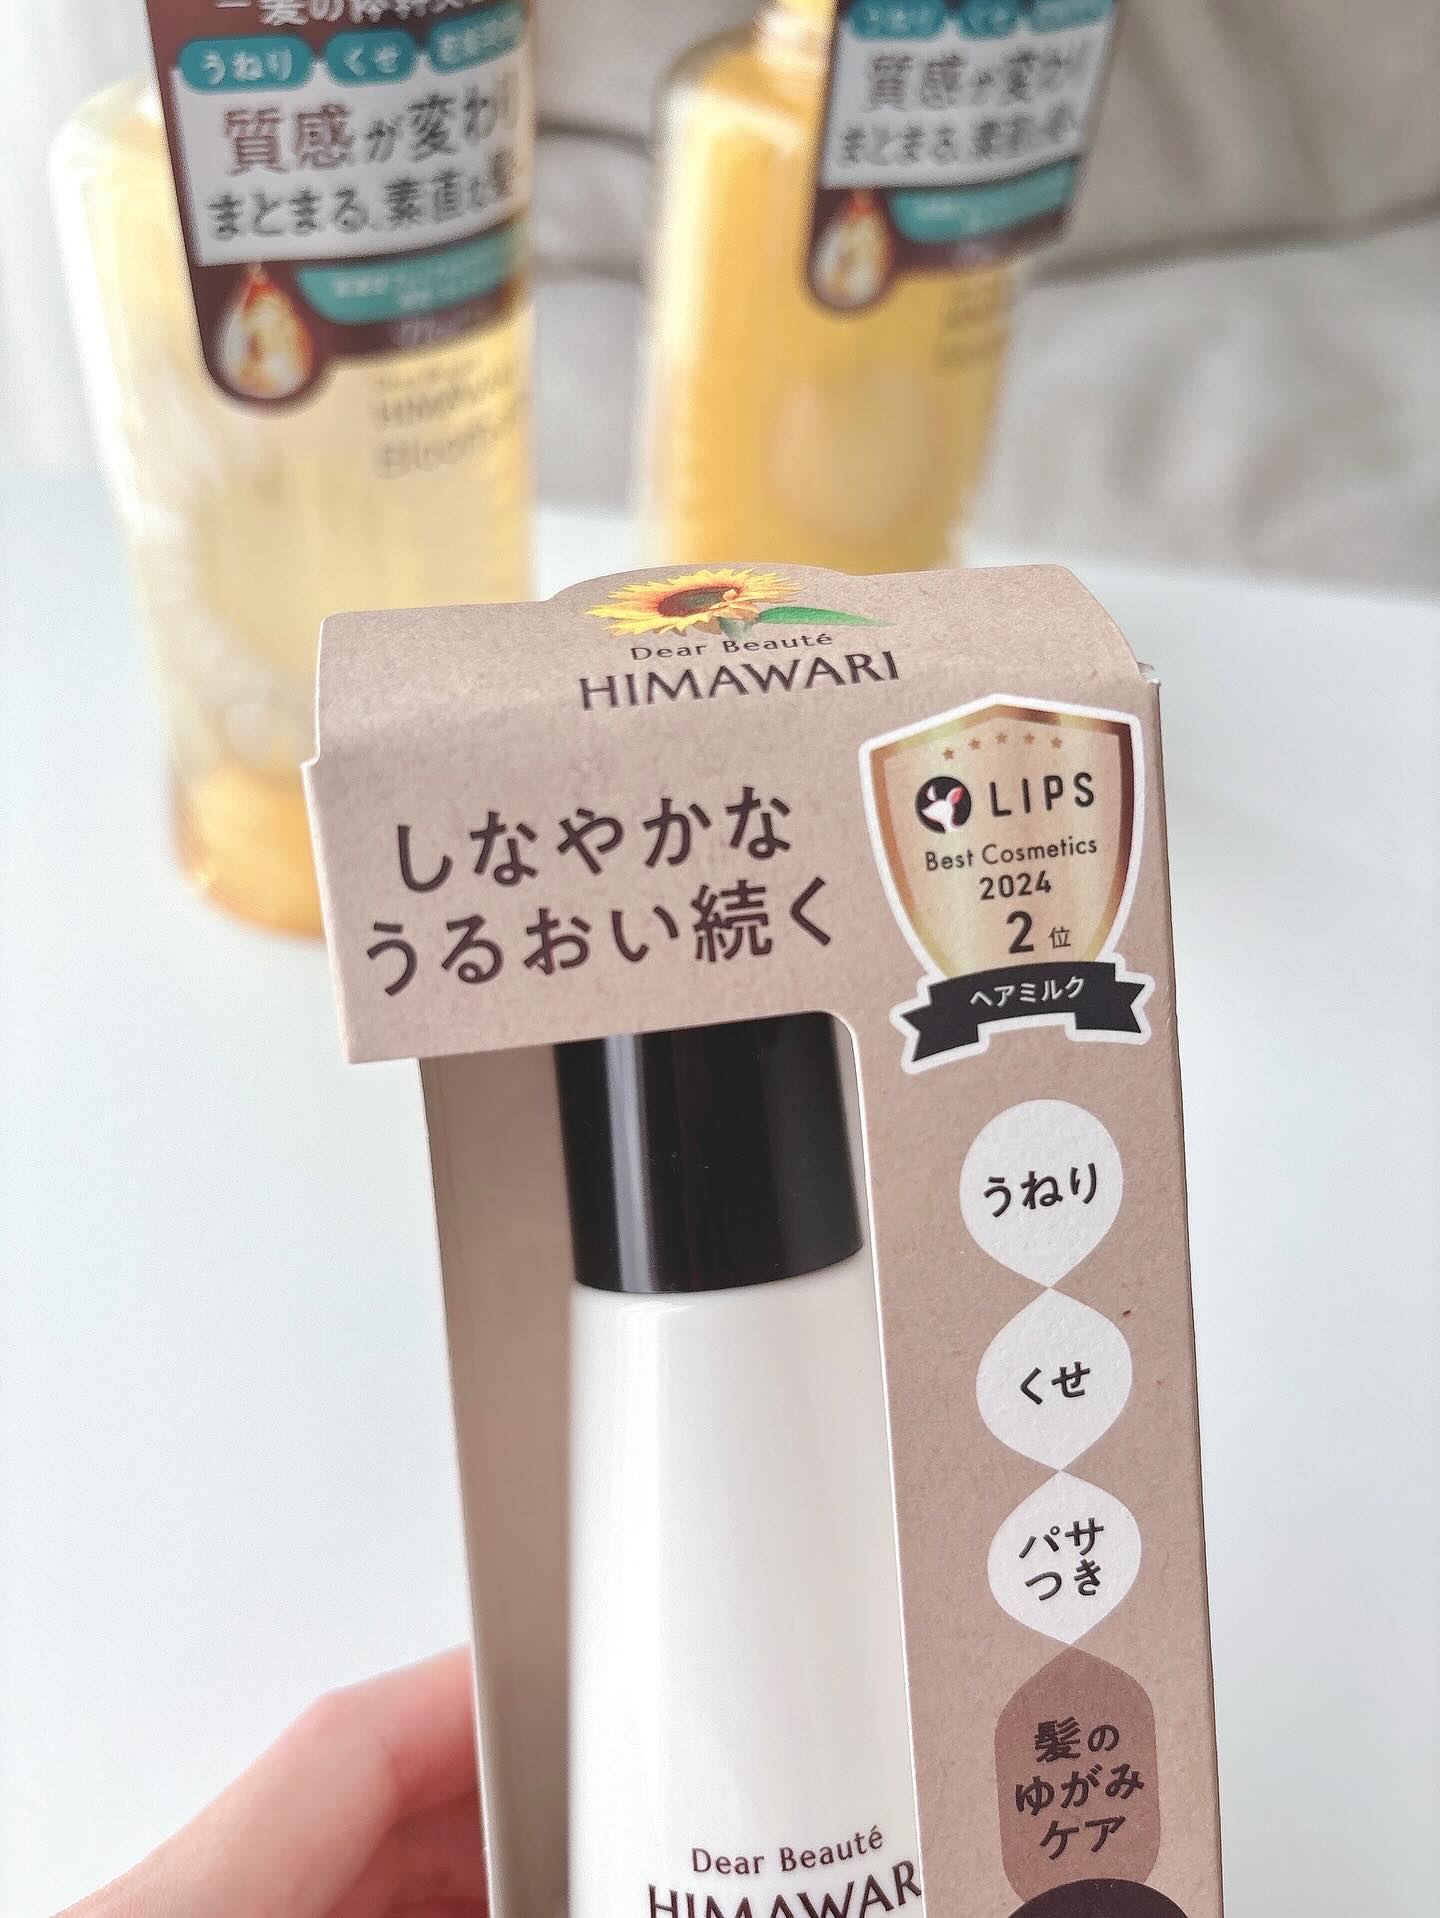 うねり
くせ
質感が変わり
まとまる、素直な髪へ
うねり
くせ
質感が変わり
まとまる、素直な髪へ
Dear Beauté
HIMAWARI
しなやかな
うるおい続く
LIPS
Best Cosmetics
2024
2位
ヘアミルク
うねり
くせ
パサ
つき
髪の
ゆがみ
ケア
Dear Beauté
HIMAWARI